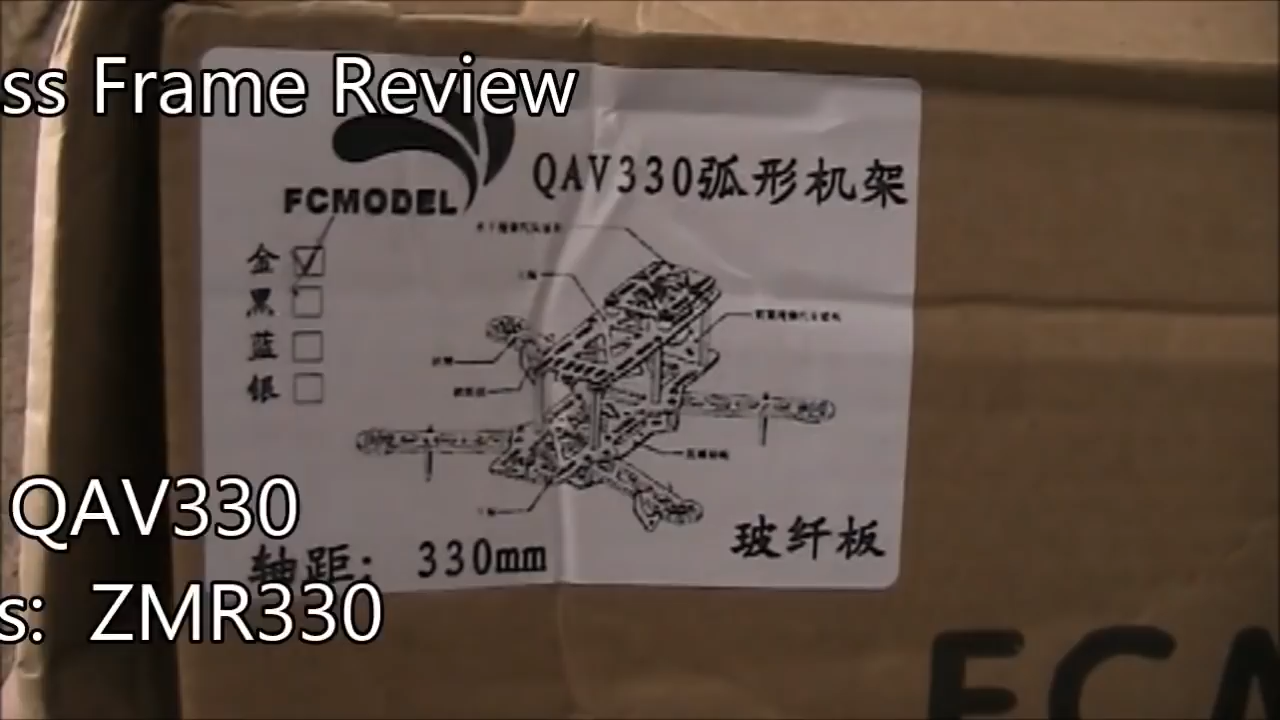 ss Frame Review
FCMODEL
QAV330弧形机架
金
黑
蓝
银
QAV330
玻纤板
轴距: 330mm
s: ZMR330
FC